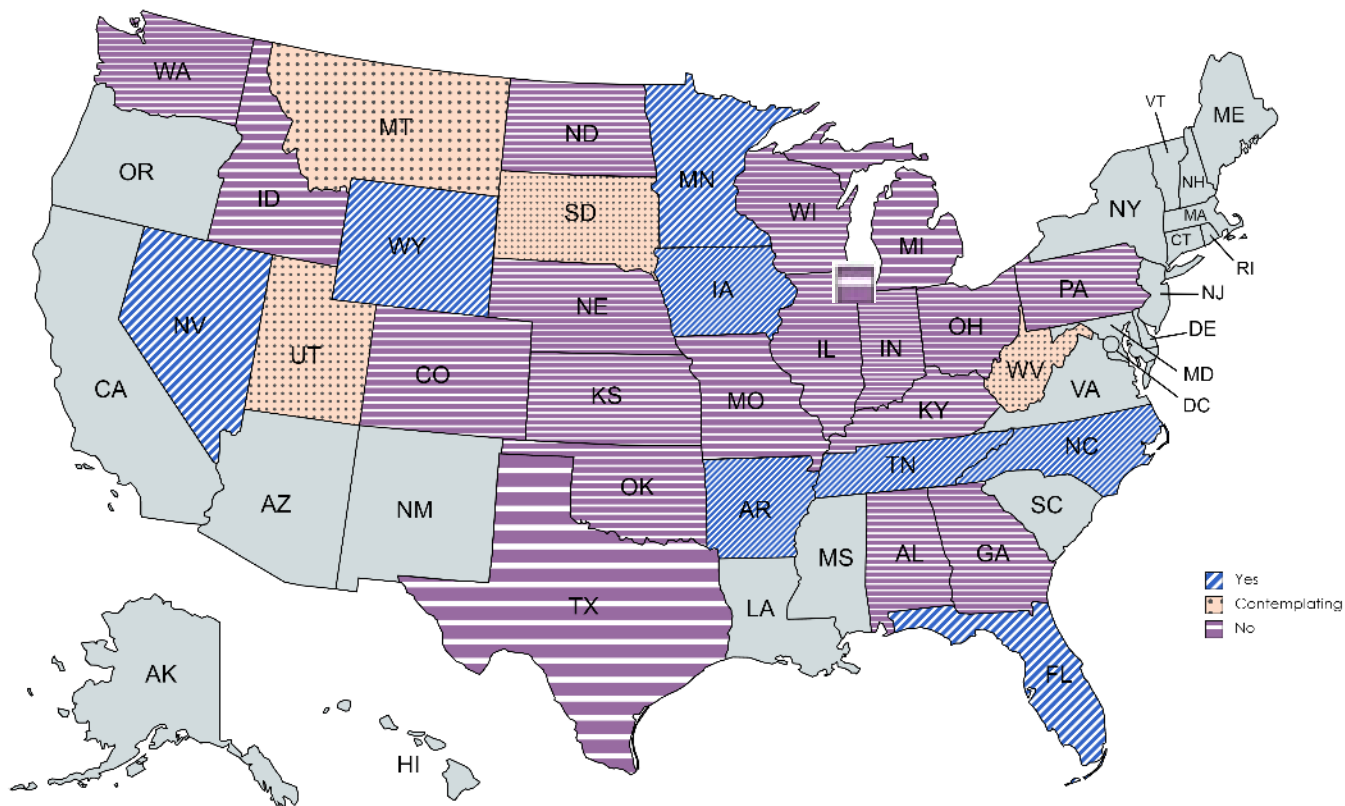 WA
MT
ND
MN
VT
ME
OR
ID
SD
WI
MI
NH
NY
MA
WY
CT
RI
IA
NE
PA
NJ
NV
OH
DE
UT
IL
IN
CO
WV
MD
CA
KS
MO
VA
KY
DC
NC
TN
OK
AZ
NM
AR
SC
MS
AL
GA
TX
LA
Yes
Contemplating
No
AK
FL
HI